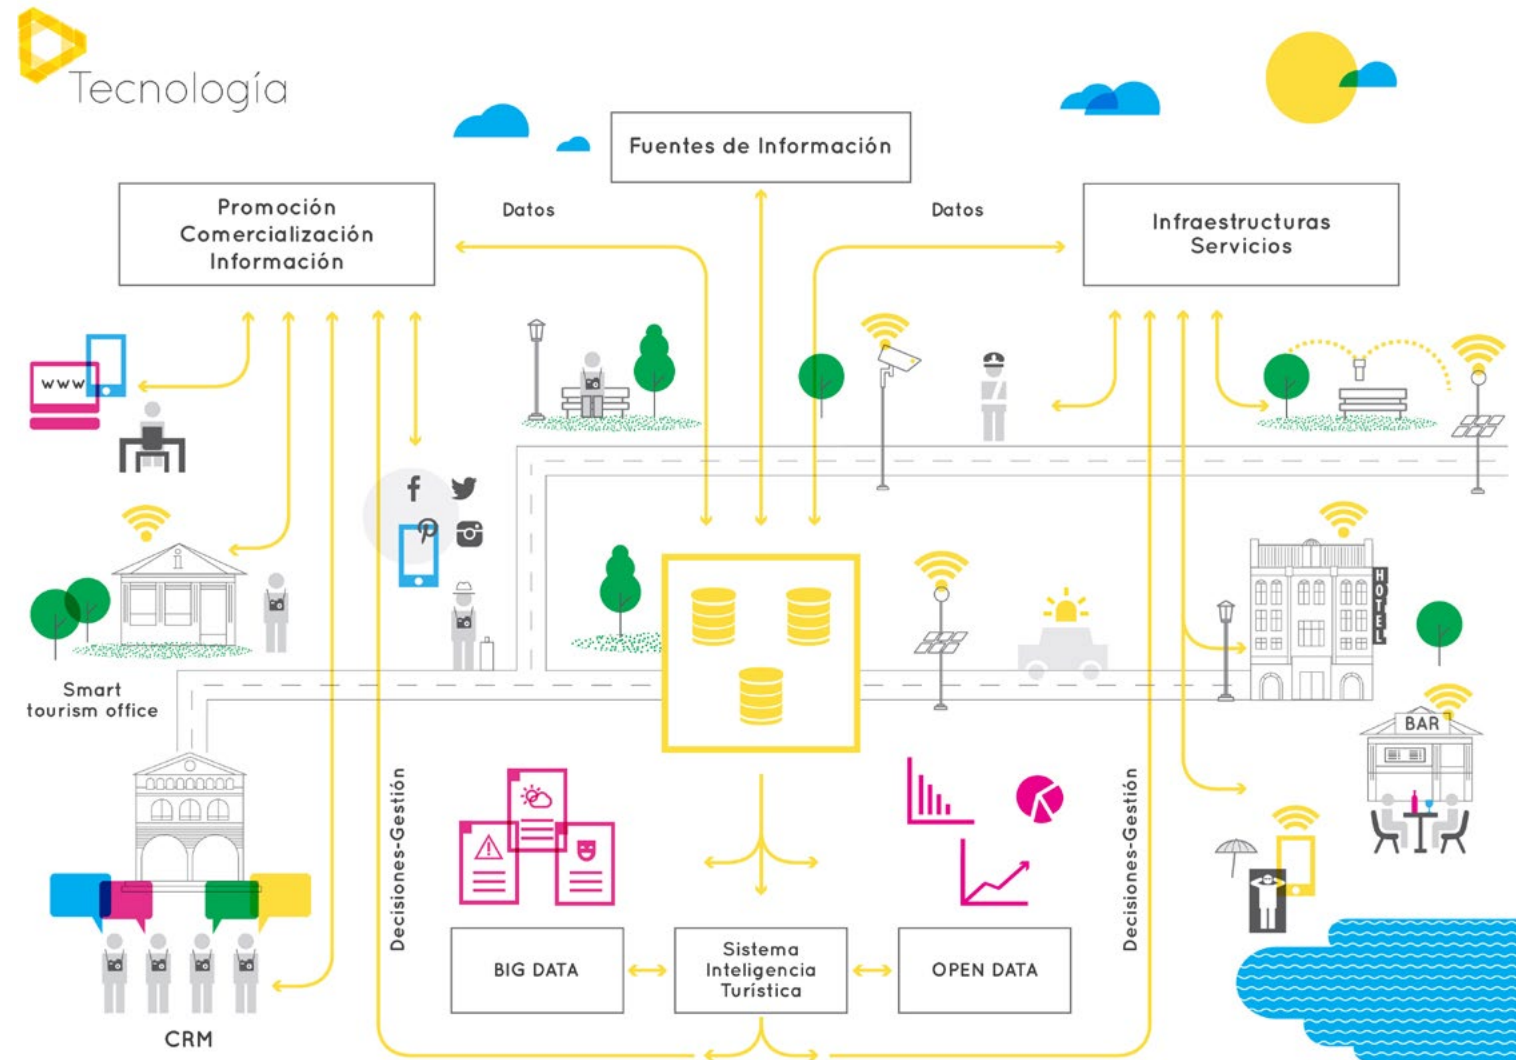 Tecnología
Fuentes de Información
Promoción
Comercialización
Información
Datos
Datos
Infraestructuras
Servicios
www
i
HOTEL
Smart
tourism office
BAR
Decisiones-Gestión
Decisiones-Gestión
BIG DATA
Sistema
Inteligencia
Turística
OPEN DATA
CRM